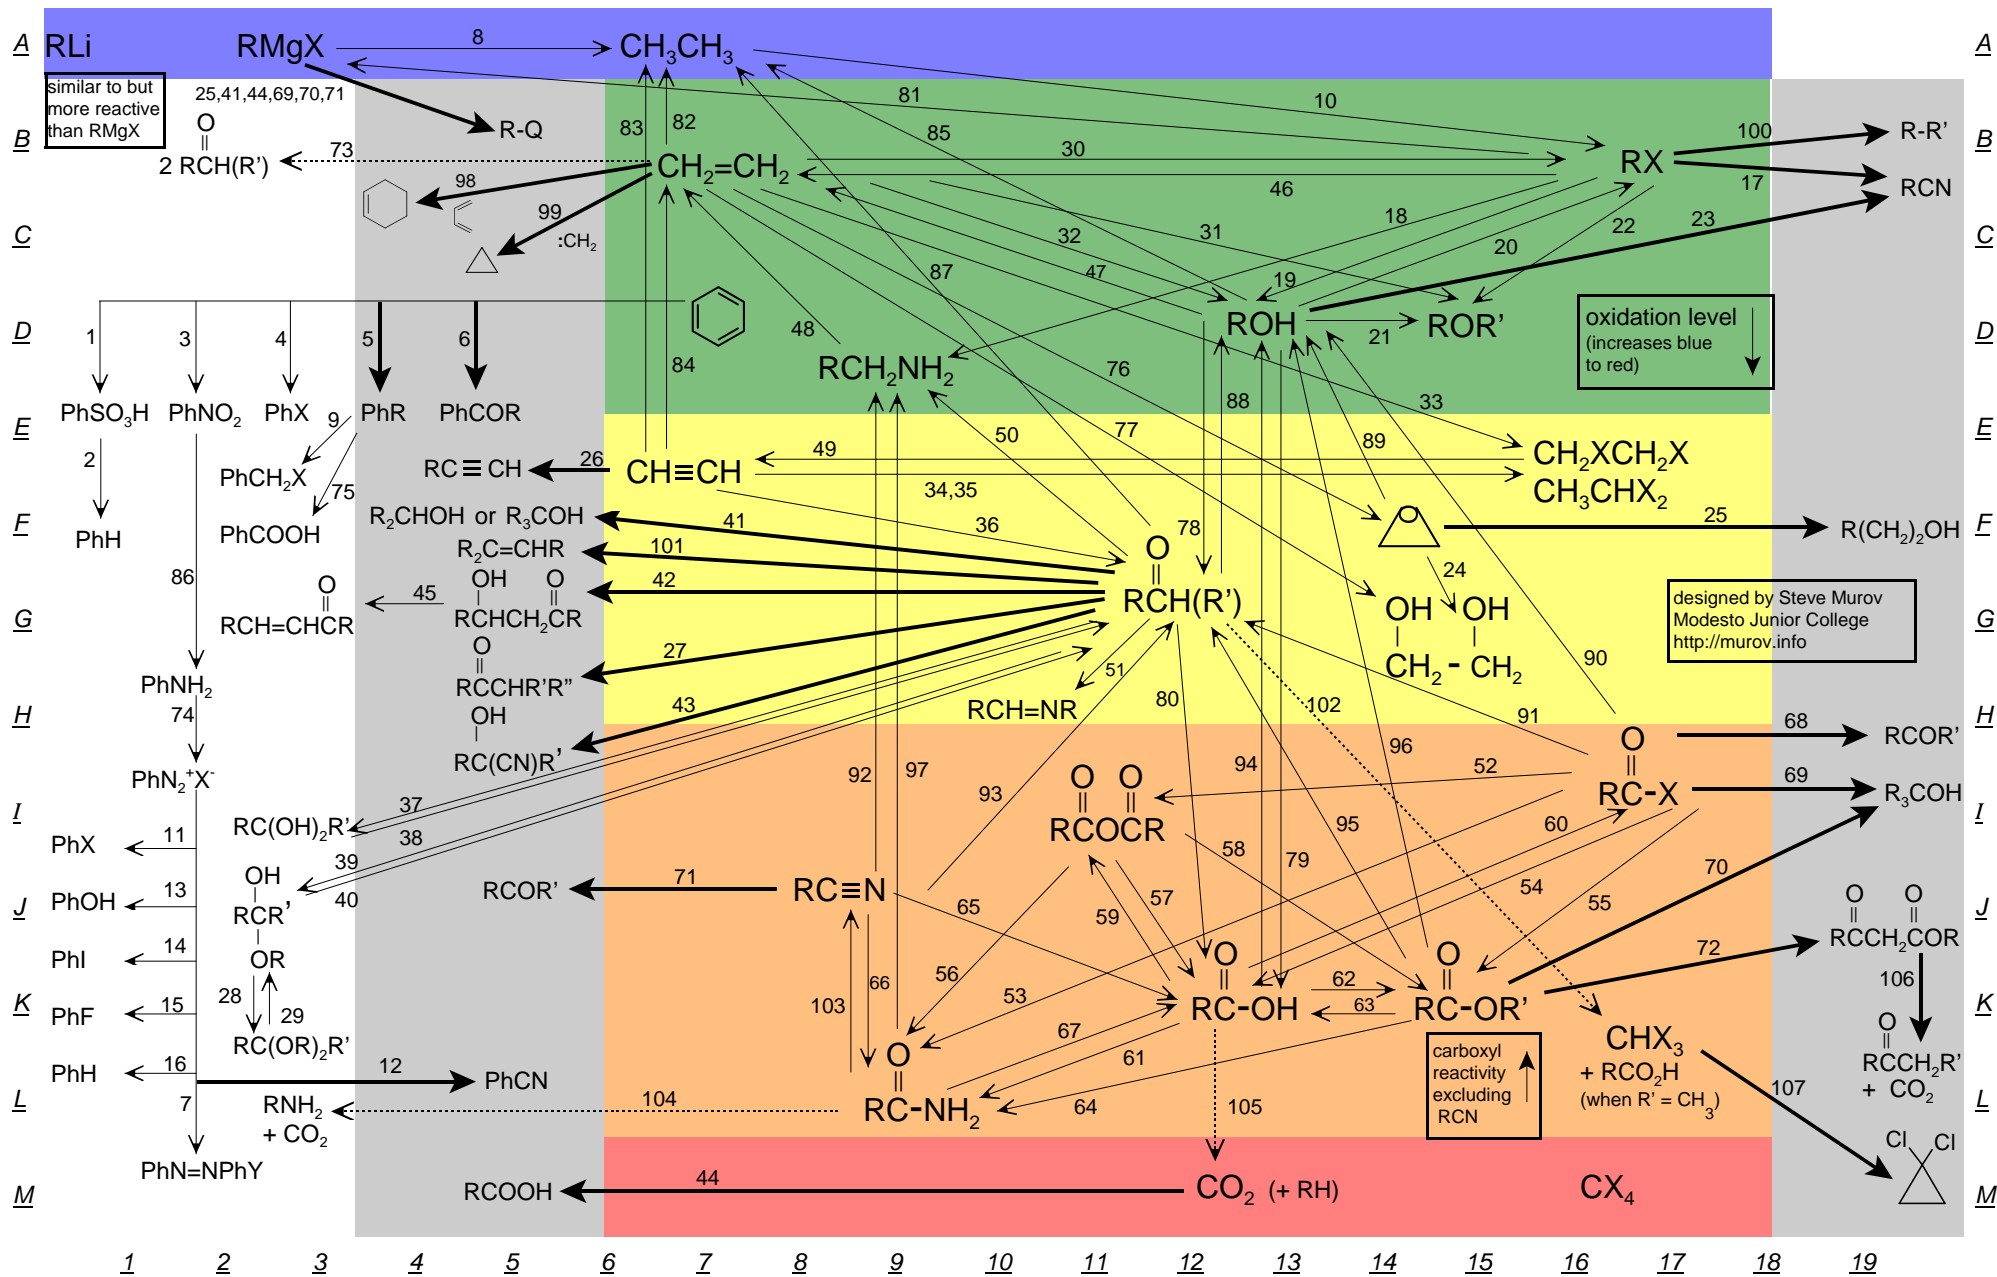 A
RLi
RMgX
8
CH₃CH₃
A
similar to but
more reactive
than RMgX
25,41,44,69,70,71
81
10
B
O
2 RCH(R')
73
R-Q
83
82
85
CH₂=CH₂
30
46
RX
100
R-R'
B
17
RCN
98
99
:CH₂
C
32
31
47
87
18
19
20
22
23
C
1
3
4
5
6
D
48
84
RCH₂NH₂
76
ROH
21
ROR'
88
oxidation level
(increases blue
to red)
D
33
PhSO₃H
PhNO₂
PhX
PhR
PhCOR
E
9
2
PhCH₂X
75
RC≡CH
26
CH≡CH
49
50
77
89
34,35
CH₂XCH₂X
CH₃CHX₂
E
F
PhH
PhCOOH
R₂CHOH or R₃COH
41
36
78
O
25
R(CH₂)₂OH
F
R₂C=CHR
101
86
45
O
RCH=CHCR
OH
O
RCHCH₂CR
42
O
RCH(R')
24
OH
OH
CH₂-CH₂
G
designed by Steve Murov
Modesto Junior College
http://murov.info
G
O
RCCHR'R”
27
51
80
90
PhNH₂
RCH=NR
102
91
H
74
OH
RC(CN)R'
43
92
97
93
94
96
O
RC-X
52
68
RCOR'
H
PhN₂⁺X⁻
69
R₃COH
I
RC(OH)₂R'
37
38
O
O
RCOCR
58
95
79
60
I
PhX
11
39
40
OH
RCR'
OR
RCOR'
71
RC≡N
65
57
59
54
55
70
J
PhOH
13
O
O
RCCH₂COR
72
106
J
PhI
14
28
29
RC(OR)₂R'
103
66
56
53
O
RC-OH
62
63
O
RC-OR'
K
PhF
15
67
61
CHX₃
+ RCO₂H
(when R' = CH₃)
O
RCCH₂R'
+ CO₂
K
PhH
16
12
PhCN
O
RC-NH₂
64
105
carboxyl
reactivity
excluding
RCN
107
L
7
RNH₂
+ CO₂
104
L
PhN=NPhY
Cl
Cl
M
RCOOH
44
CO₂ (+ RH)
CX₄
M
1
2
3
4
5
6
7
8
9
10
11
12
13
14
15
16
17
18
19